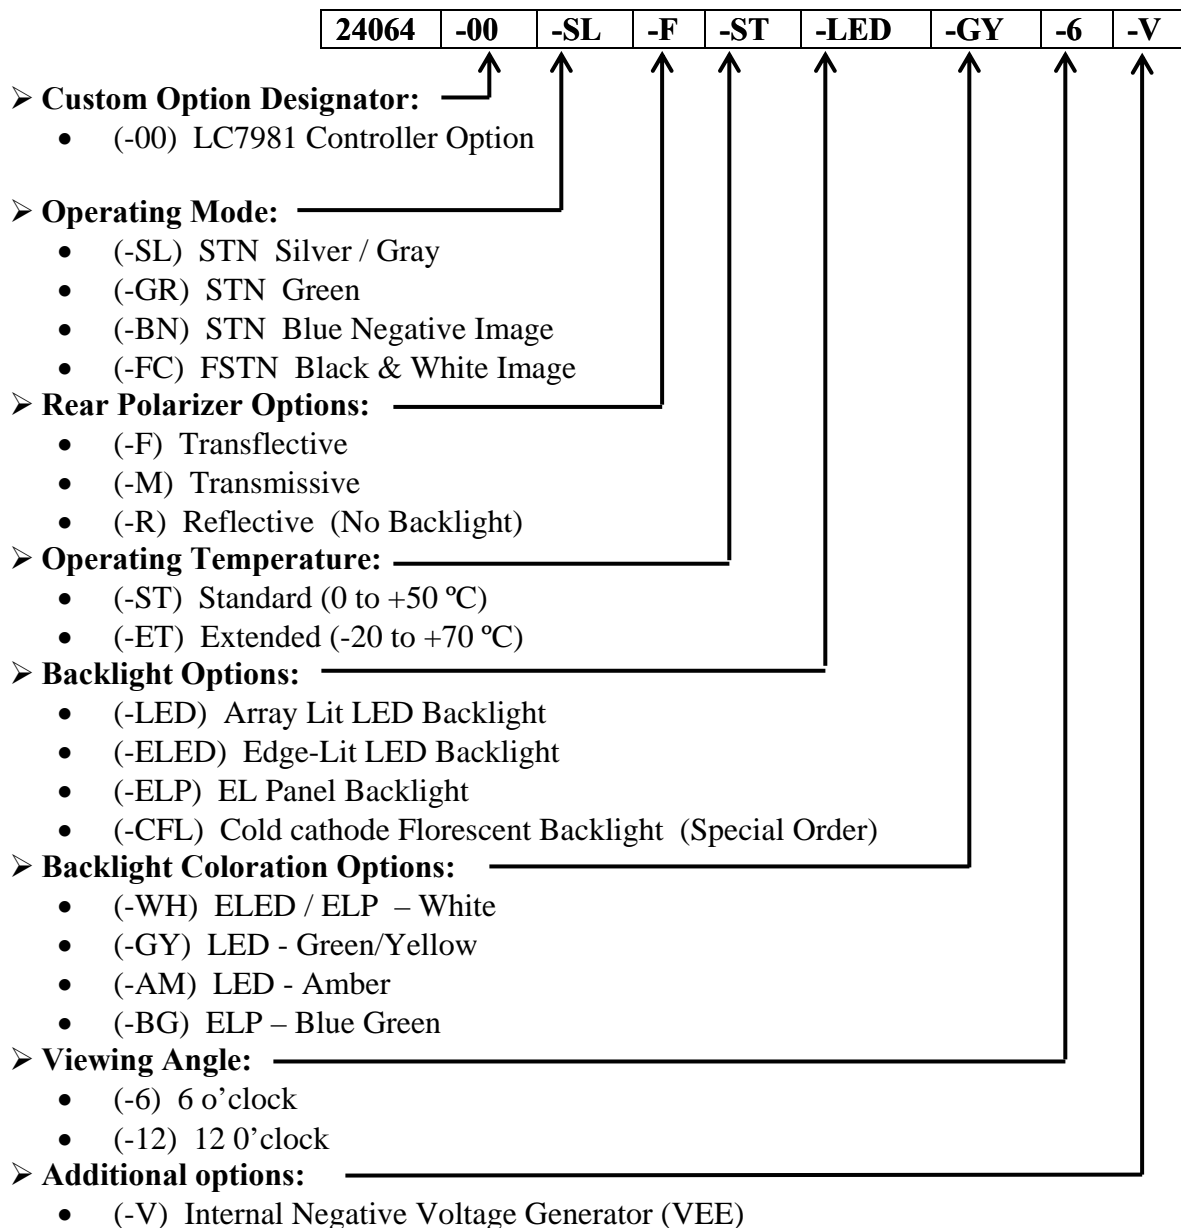 24064 -00 -SL -F -ST -LED -GY -6 -V
➢ Custom Option Designator:
• (-00) LC7981 Controller Option
➢ Operating Mode:
• (-SL) STN Silver / Gray
• (-GR) STN Green
• (-BN) STN Blue Negative Image
• (-FC) FSTN Black & White Image
➢ Rear Polarizer Options:
• (-F) Transflective
• (-M) Transmissive
• (-R) Reflective (No Backlight)
➢ Operating Temperature:
• (-ST) Standard (0 to +50 ºC)
• (-ET) Extended (-20 to +70 ºC)
➢ Backlight Options:
• (-LED) Array Lit LED Backlight
• (-ELED) Edge-Lit LED Backlight
• (-ELP) EL Panel Backlight
• (-CFL) Cold cathode Florescent Backlight (Special Order)
➢ Backlight Coloration Options:
• (-WH) ELED / ELP – White
• (-GY) LED - Green/Yellow
• (-AM) LED - Amber
• (-BG) ELP – Blue Green
➢ Viewing Angle:
• (-6) 6 o’clock
• (-12) 12 0’clock
➢ Additional options:
• (-V) Internal Negative Voltage Generator (VEE)